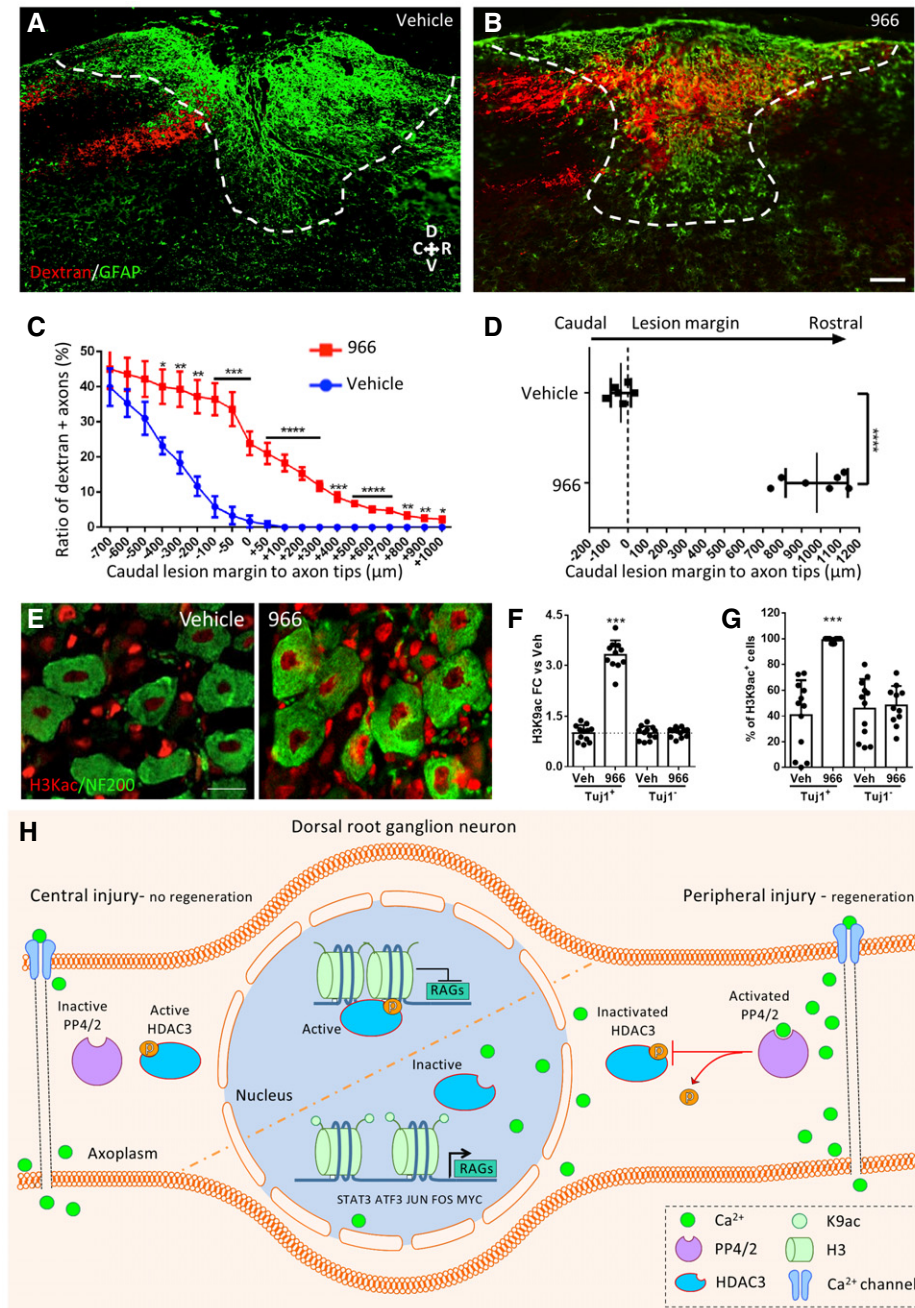 A
Vehicle
B
966
D
C R
V
Dextran/GFAP
C
Ratio of dextran + axons (%)
50
40
30
20
10
0
966
Vehicle
* ** ** *** **** *** **** ** ** *
-700 -600 -500 -400 -300 -200 -100 -50 0 +50 +100 +200 +300 +400 +500 +600 +700 +800 +900 +1000
Caudal lesion margin to axon tips (µm)
D
Caudal Lesion margin Rostral
Vehicle
966
****
-200 -100 0 100 200 300 400 500 600 700 800 900 1000 1100 1200
Caudal lesion margin to axon tips (µm)
E
Vehicle
966
H3Kac/NF200
F
H3K9ac FC vs Veh
4.5
3.0
1.5
0.0
***
Veh 966 Veh 966
Tuj1+ Tuj1-
G
% of H3K9ac+ cells
120
100
80
60
40
20
0
***
Veh 966 Veh 966
Tuj1+ Tuj1-
H
Dorsal root ganglion neuron
Central injury- no regeneration
Peripheral injury - regeneration
Inactive
PP4/2
Active
HDAC3
P
RAGs
P
Active
Inactivated
HDAC3
P
Activated
PP4/2
P
Inactive
Nucleus
Axoplasm
RAGs
STAT3 ATF3 JUN FOS MYC
Ca2+
K9ac
PP4/2
H3
HDAC3
Ca2+ channel